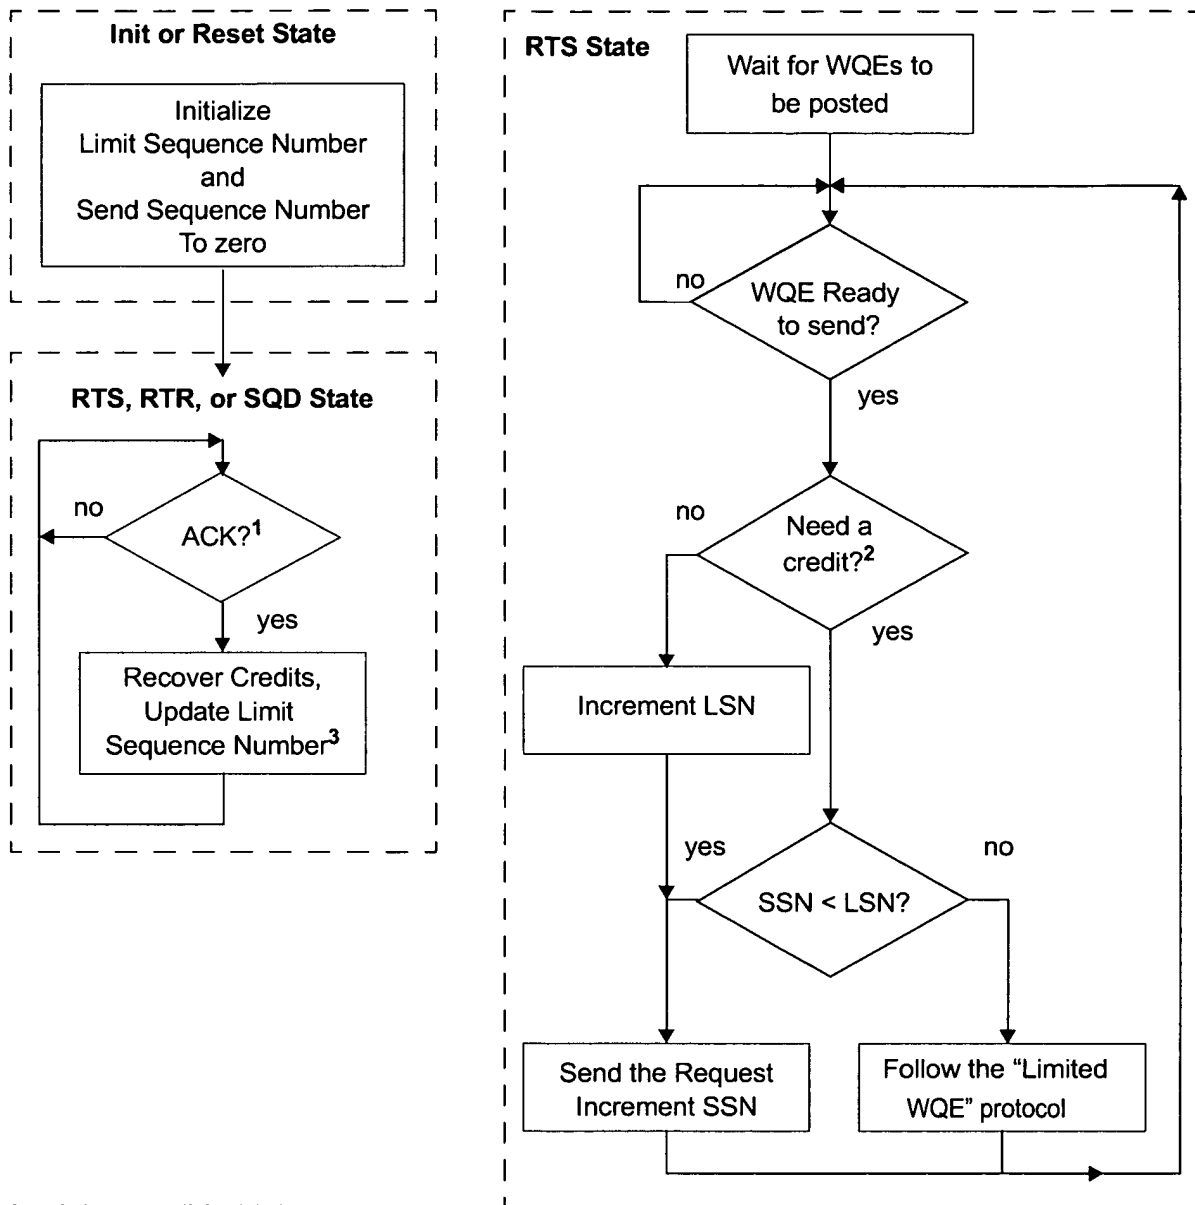 Init or Reset State
Initialize
Limit Sequence Number
and
Send Sequence Number
To zero
RTS, RTR, or SQD State
no
ACK?1
yes
Recover Credits,
Update Limit
Sequence Number3
RTS State
Wait for WQEs to
be posted
no
WQE Ready
to send?
yes
no
Need a
credit?2
yes
Increment LSN
yes
no
SSN < LSN?
Send the Request
Increment SSN
Follow the “Limited
WQE” protocol